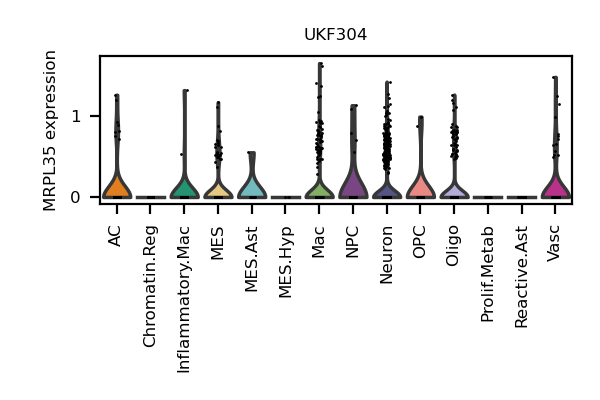 UKF304
MRPL35 expression
1
0
AC
Chromatin.Reg
Inflammatory.Mac
MES
MES.Ast
MES.Hyp
Mac
NPC
Neuron
OPC
Oligo
Prolif.Metab
Reactive.Ast
Vasc